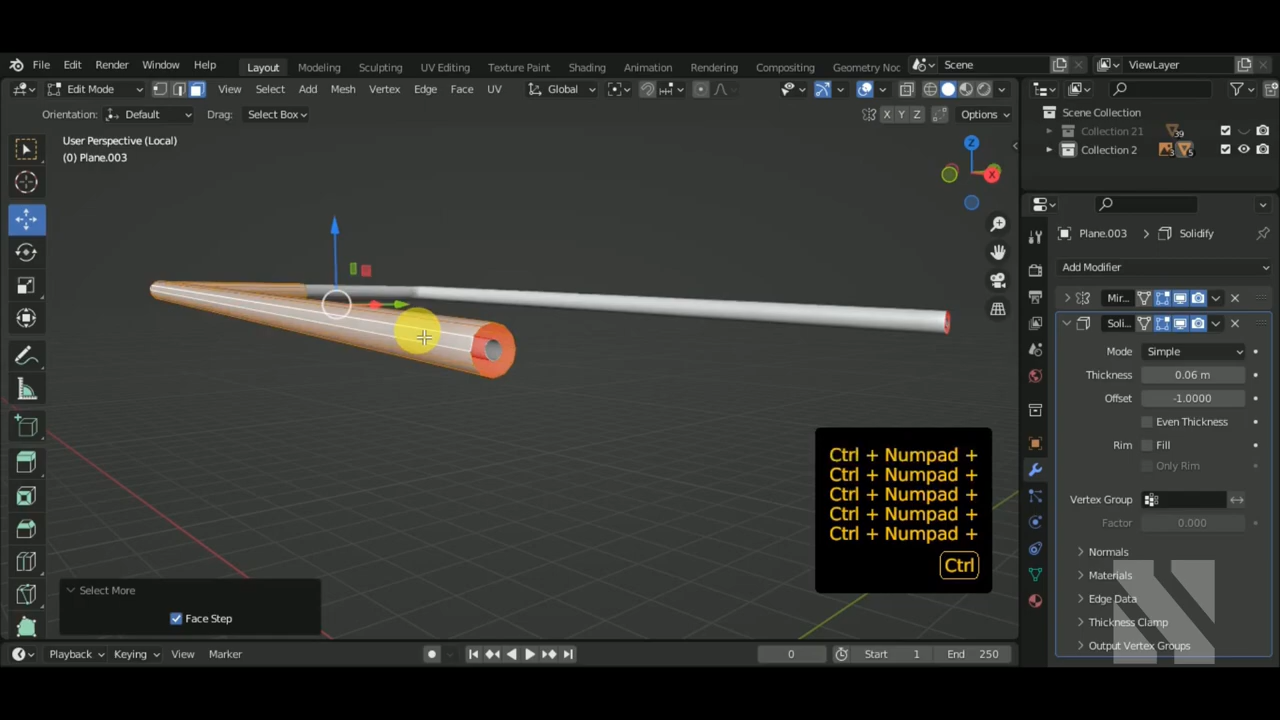 File Edit Render Window Help Layout Modeling Sculpting UV Editing Texture Paint Shading Animation Rendering Compositing Geometry Noc Scene ViewLayer
Edit Mode View Select Add Mesh Vertex Edge Face UV Global
Orientation: Default Drag: Select Box X Y Z Options
Scene Collection
Collection 21 39
Collection 2 3 5
User Perspective (Local)
(0) Plane.003
Z
X
Plane.003 Solidify
Add Modifier
Mir...
Soli...
Mode Simple
Thickness 0.06 m
Offset -1.0000
Even Thickness
Rim Fill
Only Rim
Vertex Group
Factor 0.000
Normals
Materials
Edge Data
Thickness Clamp
Output Vertex Groups
Ctrl + Numpad +
Ctrl + Numpad +
Ctrl + Numpad +
Ctrl + Numpad +
Ctrl + Numpad +
Ctrl
Select More
Face Step
Playback Keying View Marker 0 Start 1 End 250